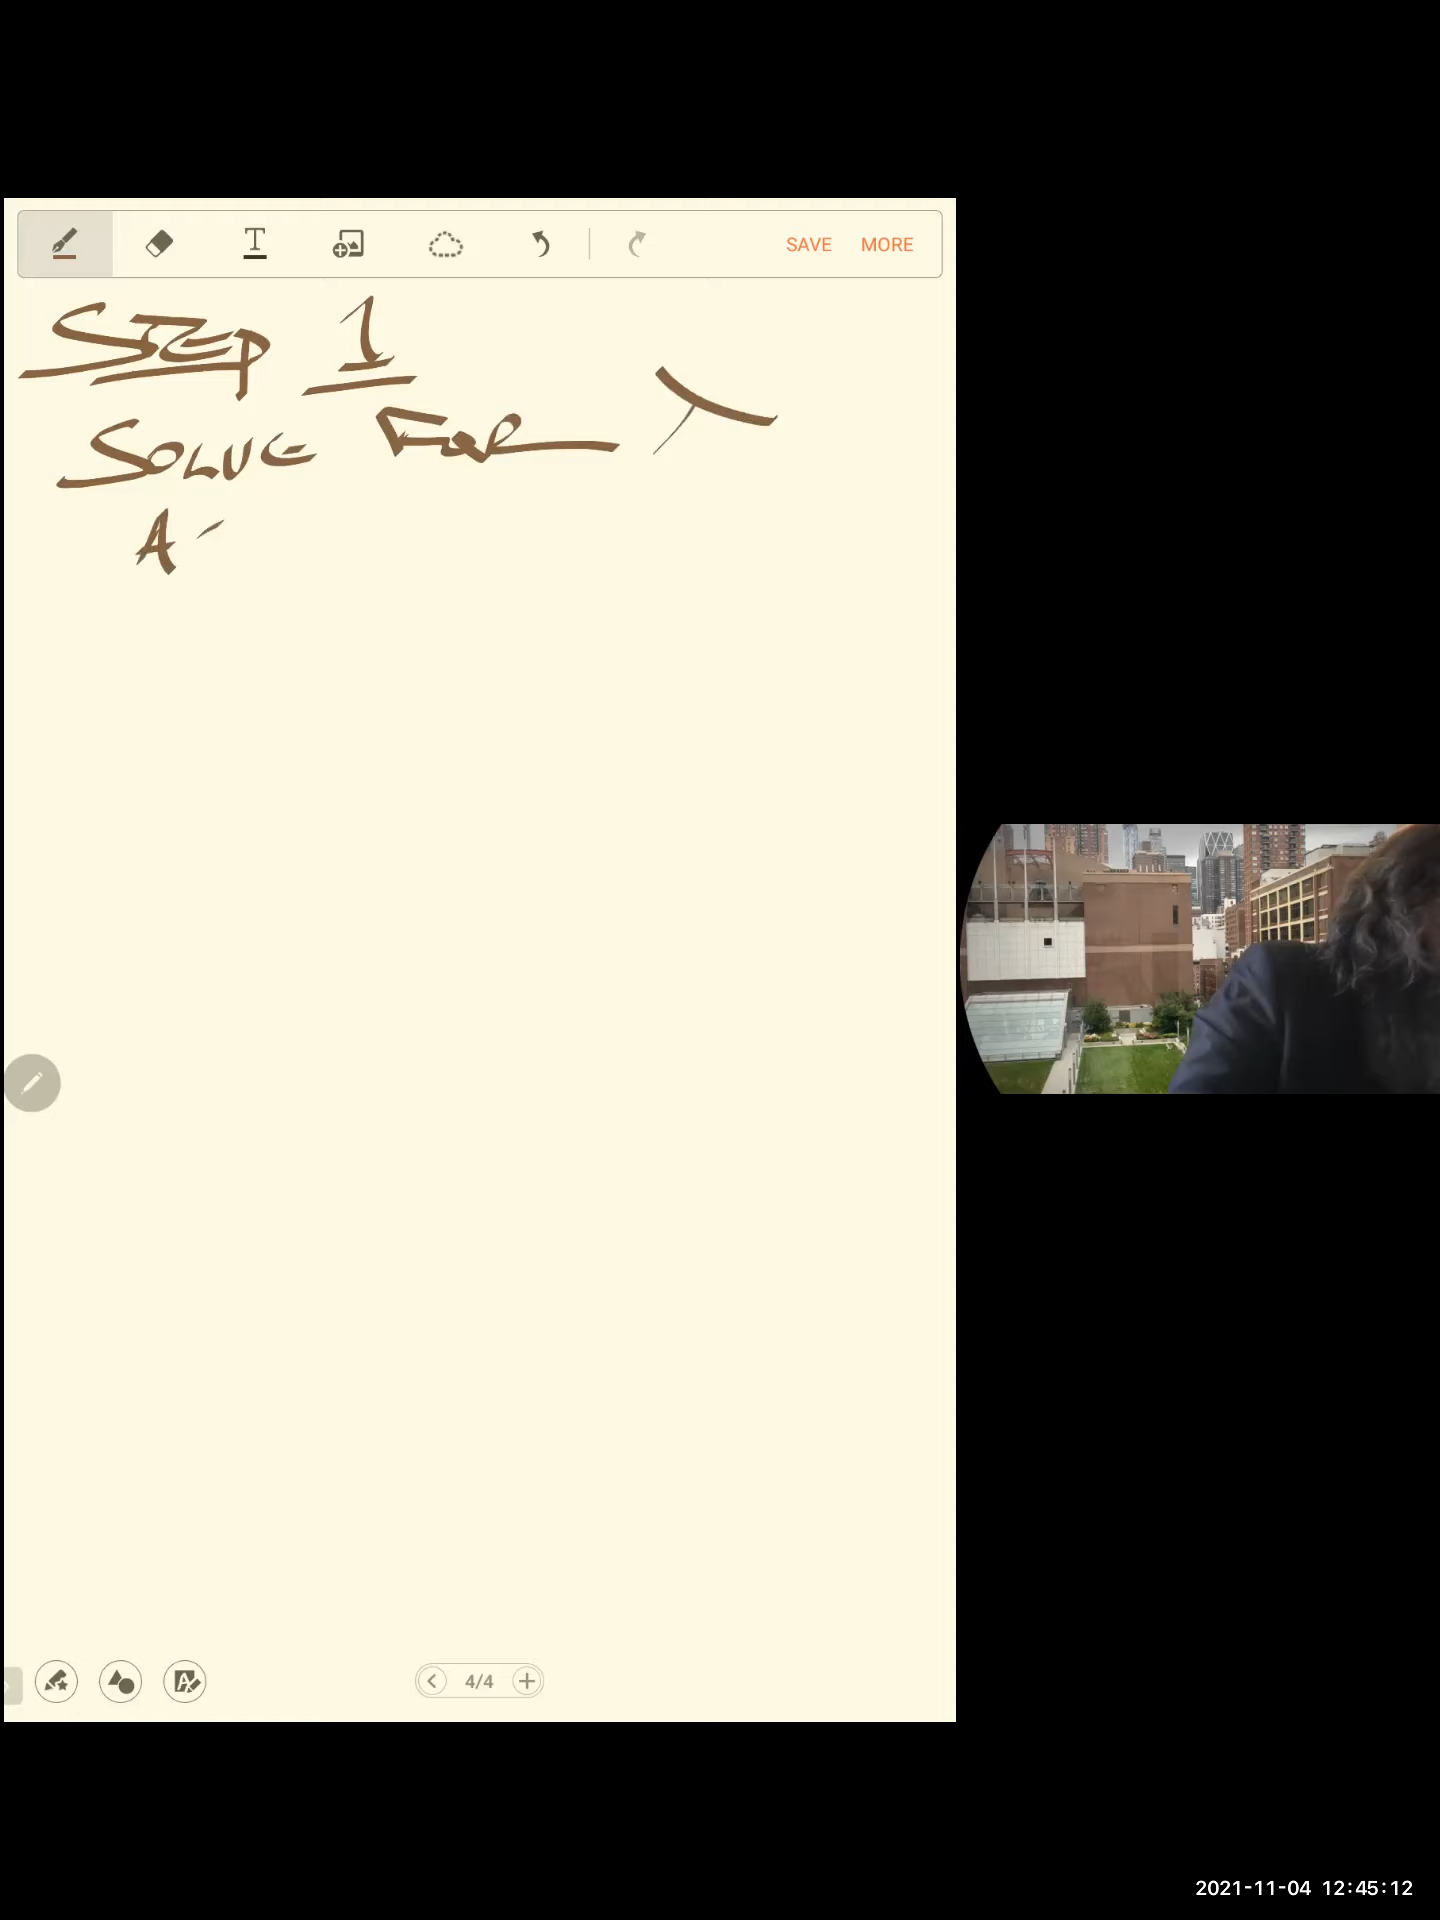 T
SAVE MORE
STEP 1
SOLVE FOR λ
A -
A
4/4
2021-11-04 12:45:12